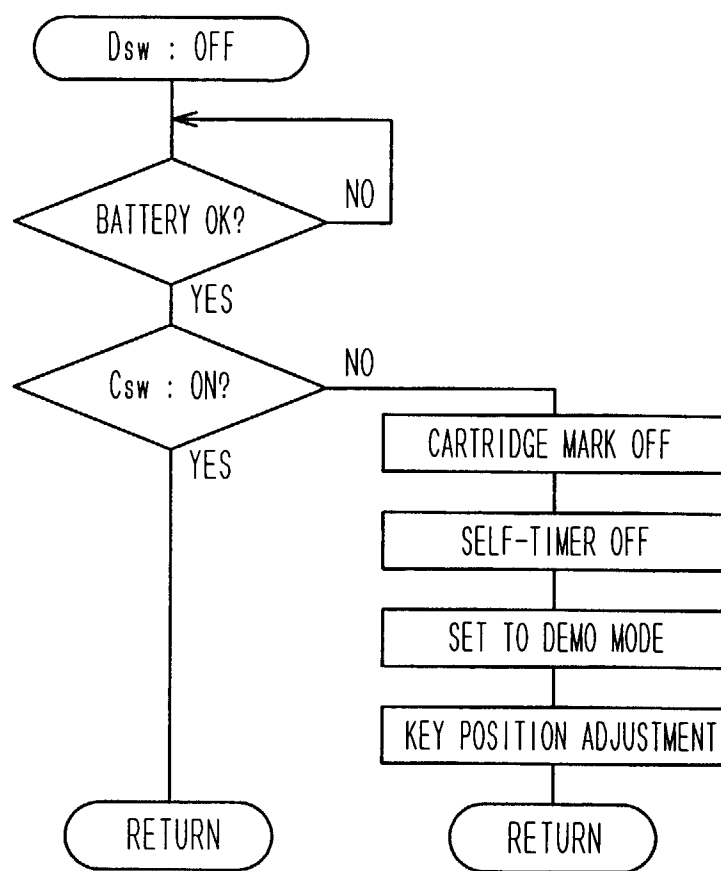 Dsw : OFF
NO
BATTERY OK?
YES
NO
Csw : ON?
YES
CARTRIDGE MARK OFF
SELF-TIMER OFF
SET TO DEMO MODE
KEY POSITION ADJUSTMENT
RETURN
RETURN